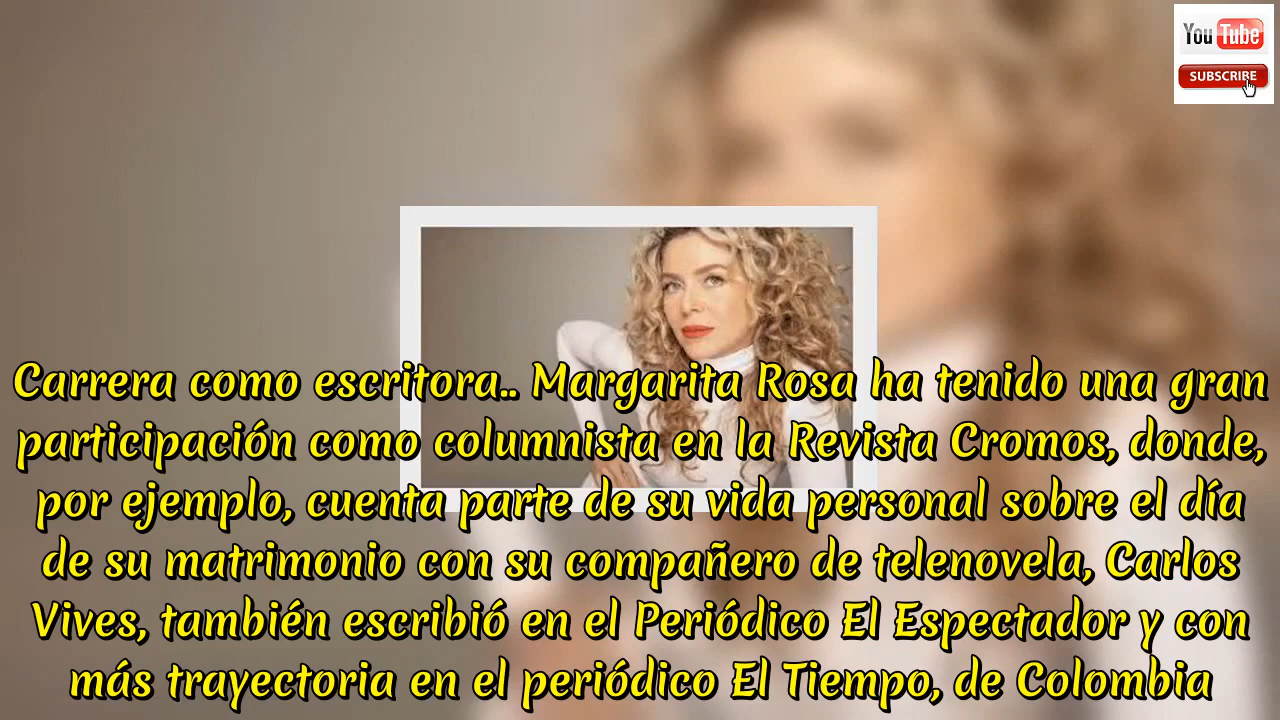 You Tube
SUBSCRIBE
Carrera como escritora.. Margarita Rosa ha tenido una gran
participación como columnista en la Revista Cromos, donde,
por ejemplo, cuenta parte de su vida personal sobre el día
de su matrimonio con su compañero de telenovela, Carlos
Vives, también escribió en el Periódico El Espectador y con
más trayectoria en el periódico El Tiempo, de Colombia